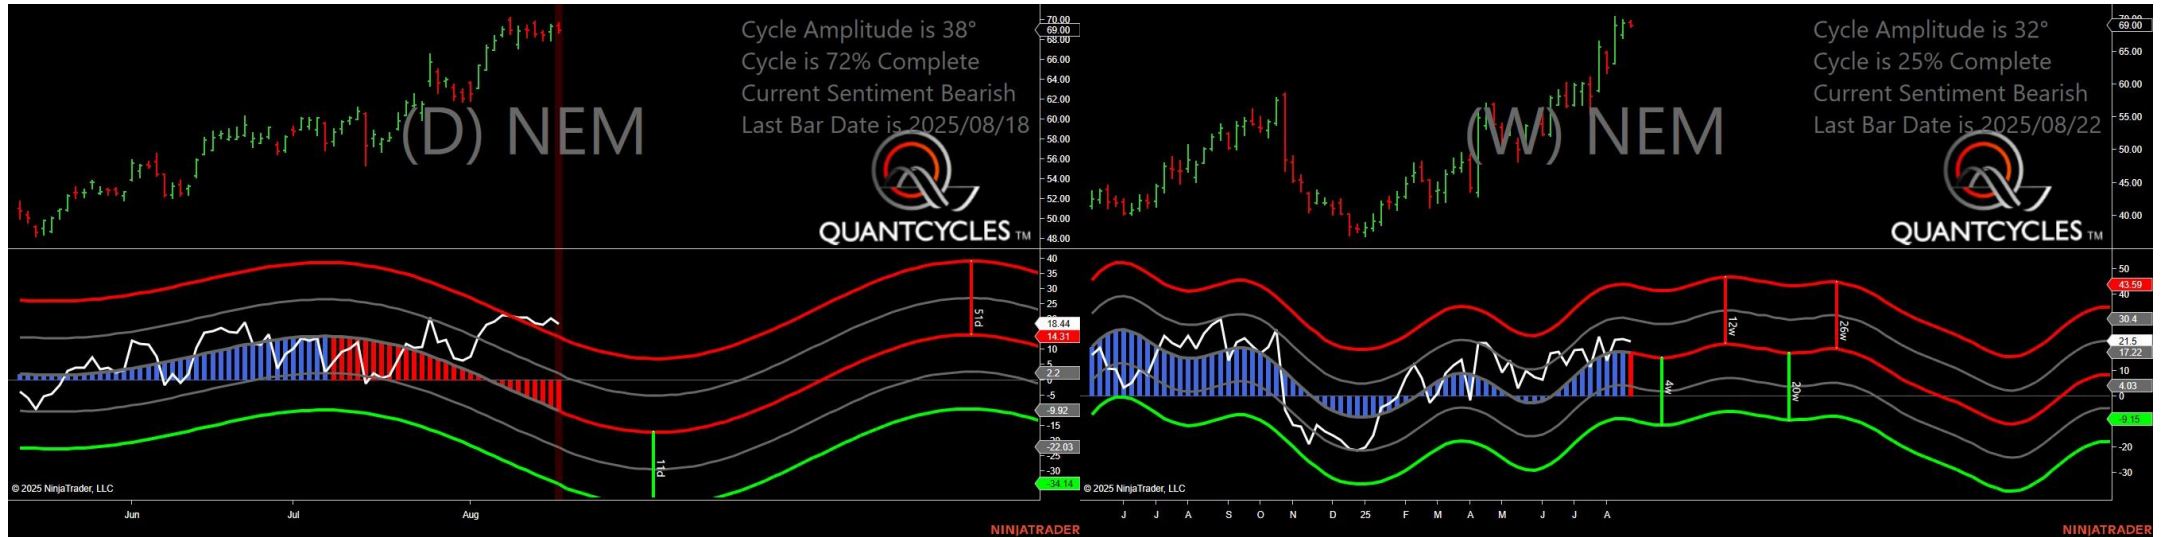 Cycle Amplitude is 38°
Cycle is 72% Complete
Current Sentiment Bearish
Last Bar Date is 2025/08/18
(D) NEM
QUANTCYCLES TM
70.00
69.00
68.00
66.00
64.00
62.00
60.00
58.00
56.00
54.00
52.00
50.00
48.00
40
35
30
25
18.44
14.31
10
5
2.2
-5
-9.92
-15
-22.03
-25
-30
-34.14
51d
11d
© 2025 NinjaTrader, LLC
Jun Jul Aug
NINJATRADER
Cycle Amplitude is 32°
Cycle is 25% Complete
Current Sentiment Bearish
Last Bar Date is 2025/08/22
(W) NEM
QUANTCYCLES TM
70.00
69.00
65.00
60.00
55.00
50.00
45.00
40.00
50
43.59
40
30.4
21.5
17.22
10
4.03
0
-9.15
-20
-30
4w
12w
20w
26w
© 2025 NinjaTrader, LLC
J J A S O N D 25 F M A M J J A
NINJATRADER